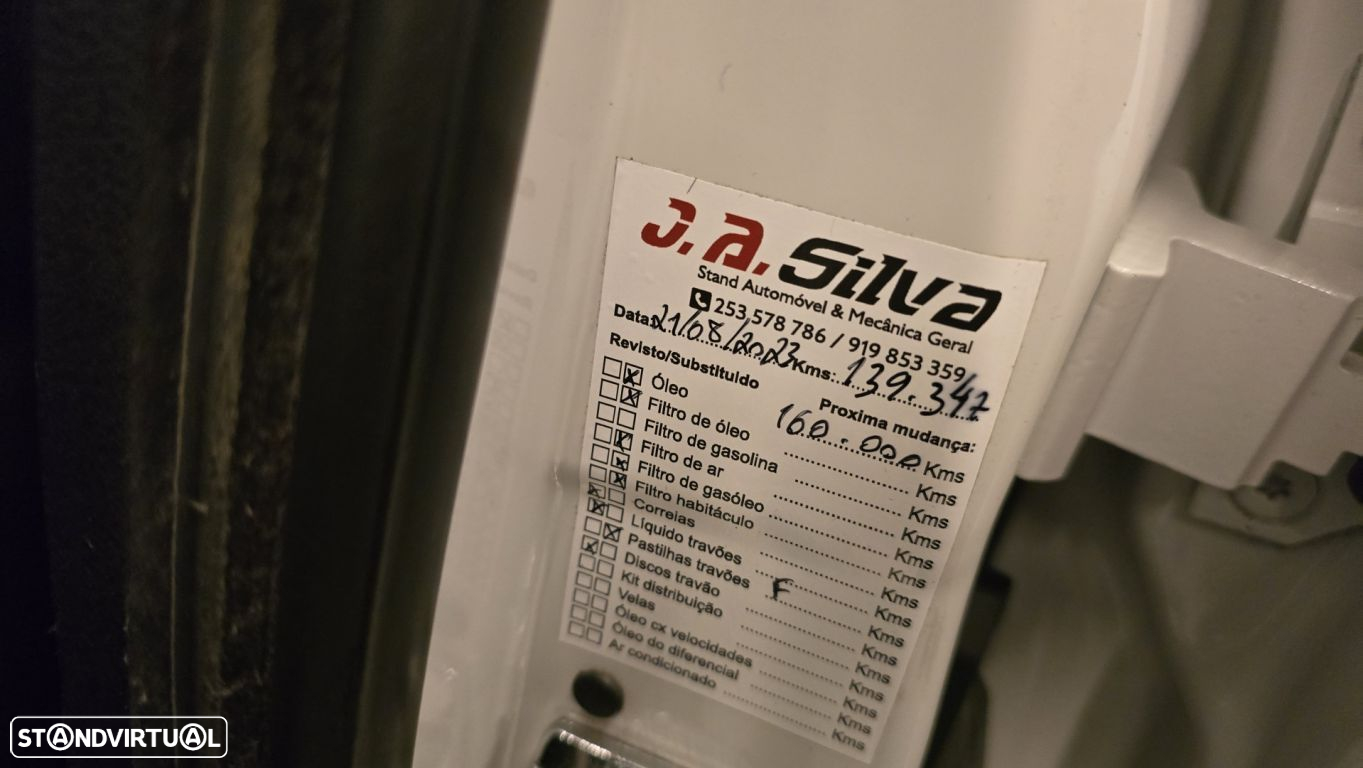 J.A. Silva
Stand Automóvel & Mecânica Geral
253 578 786 / 919 853 359
Data: 21/08/2023 Kms: 139.347
Revisto/Substituido Proxima mudança:
Óleo 160.000 Kms
Filtro de óleo Kms
Filtro de gasolina Kms
Filtro de ar Kms
Filtro de gasóleo Kms
Filtro habitáculo Kms
Correias Kms
Líquido travões Kms
Pastilhas travões F Kms
Discos travão Kms
Kit distribuição Kms
Velas Kms
Óleo cx velocidades Kms
Óleo do diferencial Kms
Ar condicionado Kms
STANDVIRTUAL